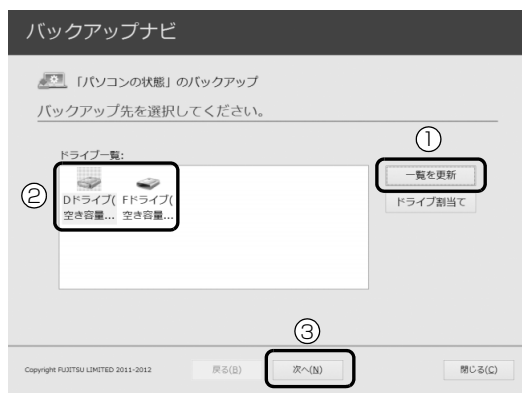 バックアップナビ
「パソコンの状態」のバックアップ
バックアップ先を選択してください。
①
ドライブ一覧:
一覧を更新
②
Dドライブ( Fドライブ(
空き容量... 空き容量...
ドライブ割当て
③
Copyright FUJITSU LIMITED 2011-2012
戻る(B)
次へ(N)
閉じる(C)